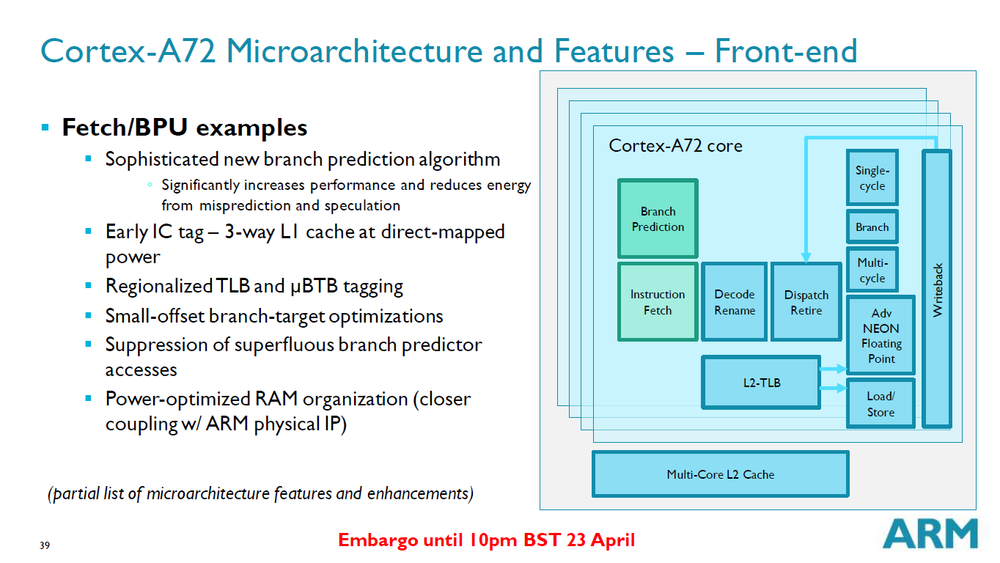 Cortex-A72 Microarchitecture and Features – Front-end
▪ Fetch/BPU examples
▪ Sophisticated new branch prediction algorithm
◦ Significantly increases performance and reduces energy
from misprediction and speculation
▪ Early IC tag – 3-way L1 cache at direct-mapped
power
▪ Regionalized TLB and µBTB tagging
▪ Small-offset branch-target optimizations
▪ Suppression of superfluous branch predictor
accesses
▪ Power-optimized RAM organization (closer
coupling w/ ARM physical IP)
(partial list of microarchitecture features and enhancements)
Cortex-A72 core
Branch
Prediction
Instruction
Fetch
Decode
Rename
Dispatch
Retire
Single-
cycle
Branch
Multi-
cycle
Adv
NEON
Floating
Point
Load/
Store
Writeback
L2-TLB
Multi-Core L2 Cache
39
Embargo until 10pm BST 23 April
ARM